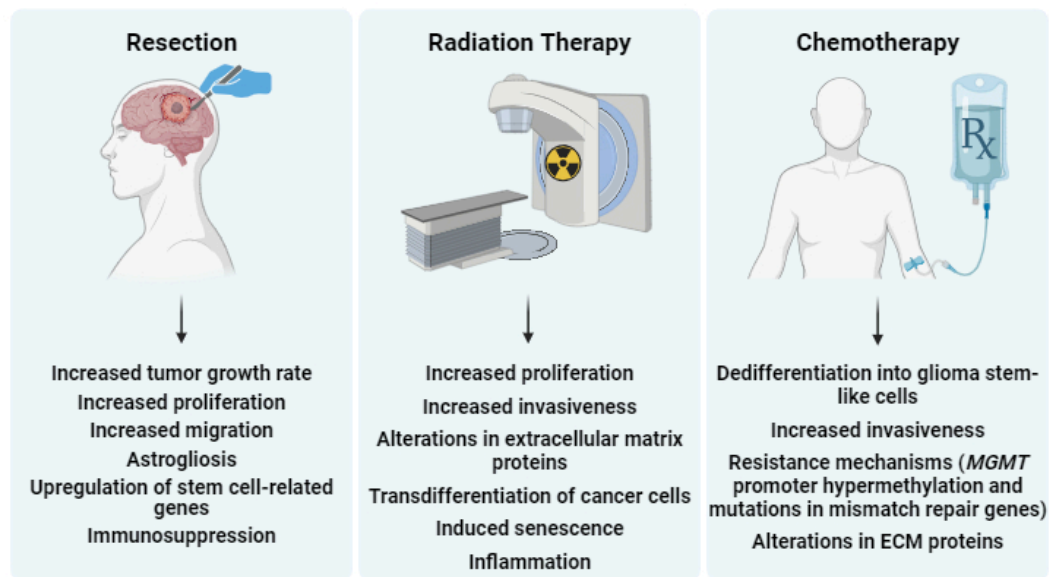 Resection
Increased tumor growth rate
Increased proliferation
Increased migration
Astrogliosis
Upregulation of stem cell-related
genes
Immunosuppression
Radiation Therapy
Increased proliferation
Increased invasiveness
Alterations in extracellular matrix
proteins
Transdifferentiation of cancer cells
Induced senescence
Inflammation
Chemotherapy
Rx
Dedifferentiation into glioma stem-
like cells
Increased invasiveness
Resistance mechanisms (MGMT
promoter hypermethylation and
mutations in mismatch repair genes)
Alterations in ECM proteins